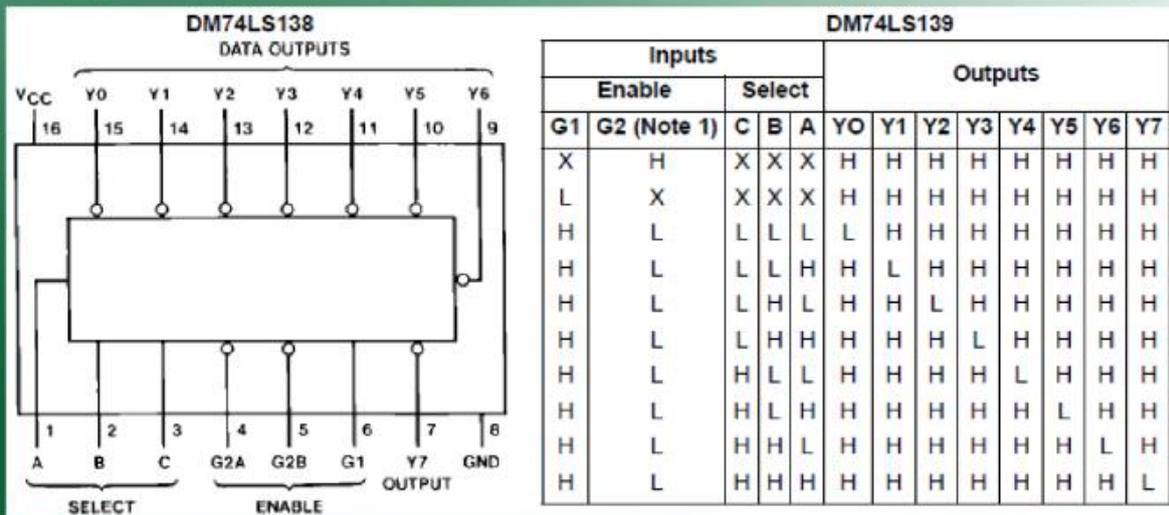 DM74LS138
DATA OUTPUTS
VCC Y0 Y1 Y2 Y3 Y4 Y5 Y6
16 15 14 13 12 11 10 9
1 2 3 4 5 6 7 8
A B C G2A G2B G1 Y7 GND
OUTPUT
SELECT ENABLE
DM74LS139
Inputs Outputs
Enable Select
G1 G2 (Note 1) C B A YO Y1 Y2 Y3 Y4 Y5 Y6 Y7
X H X X X H H H H H H H H
L X X X X H H H H H H H H
H L L L L L H H H H H H H
H L L L H H L H H H H H H
H L L H L H H L H H H H H
H L L H H H H H L H H H H
H L H L L H H H H L H H H
H L H L H H H H H H L H H
H L H H L H H H H H H L H
H L H H H H H H H H H H L